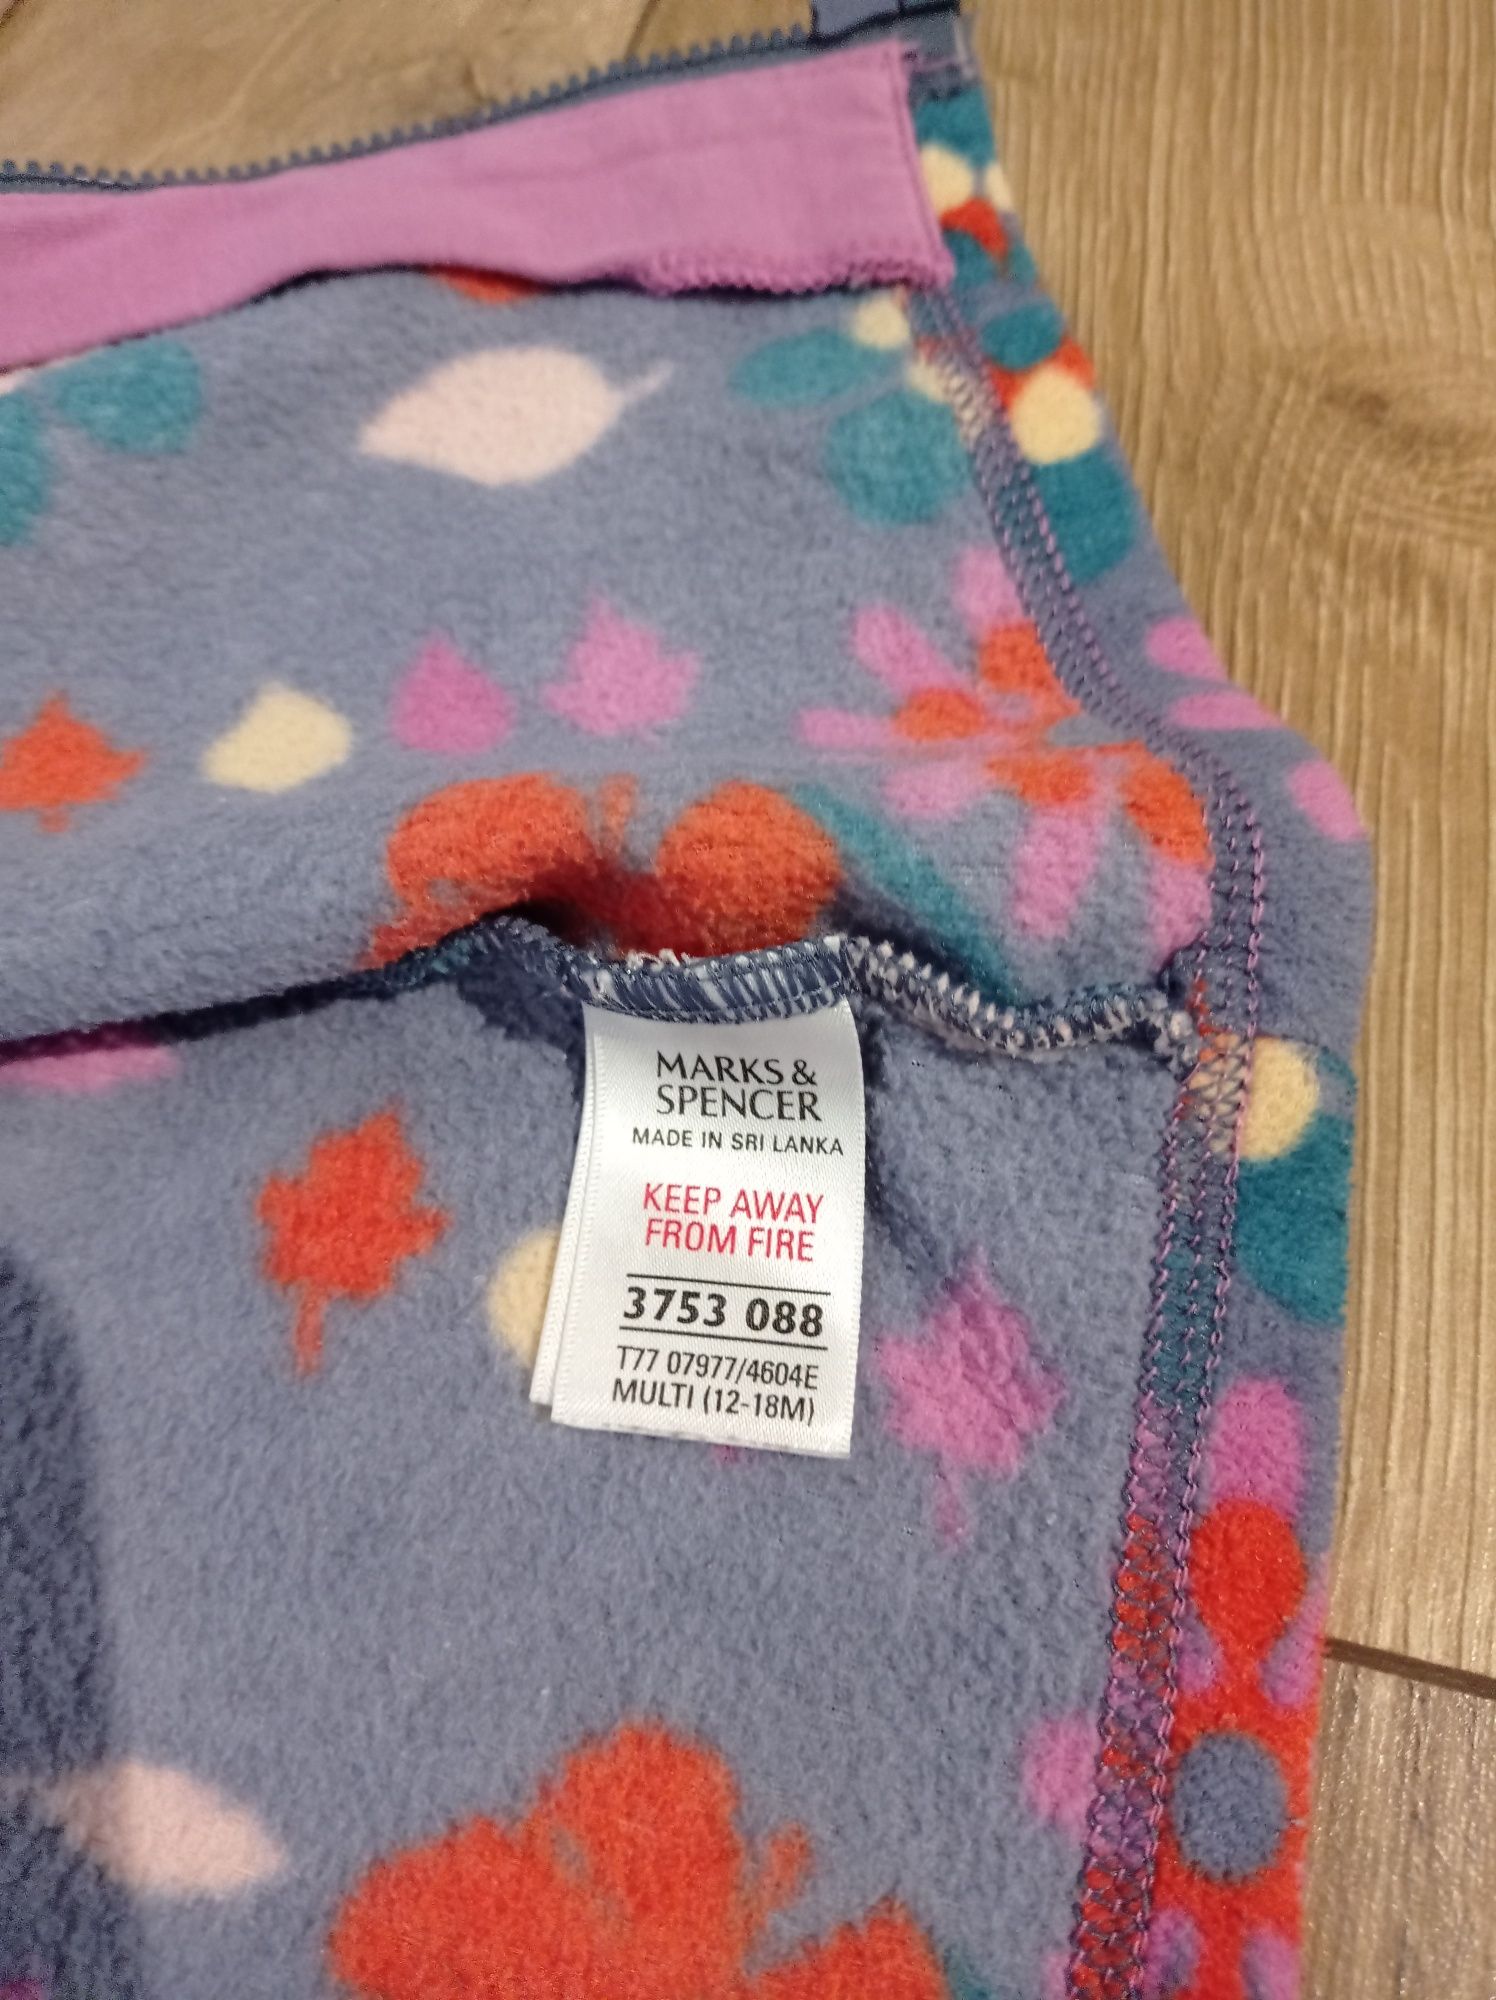 MARKS &
SPENCER
MADE IN SRI LANKA
KEEP AWAY
FROM FIRE
3753 088
T77 07977/4604E
MULTI (12-18M)